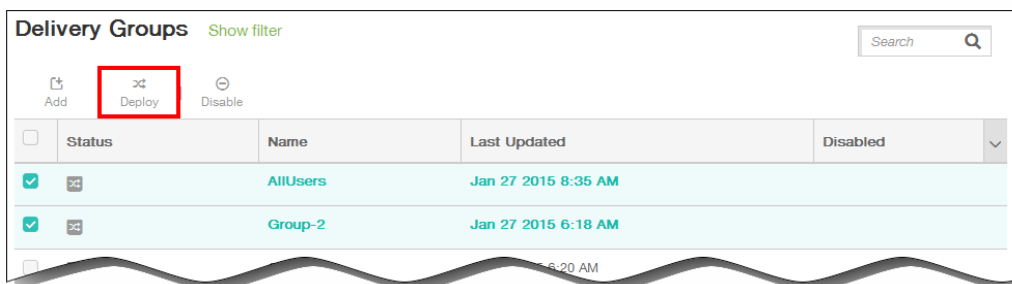 Delivery Groups Show filter
Search
Add Deploy Disable
Status Name Last Updated Disabled
AllUsers Jan 27 2015 8:35 AM
Group-2 Jan 27 2015 6:18 AM
6:20 AM